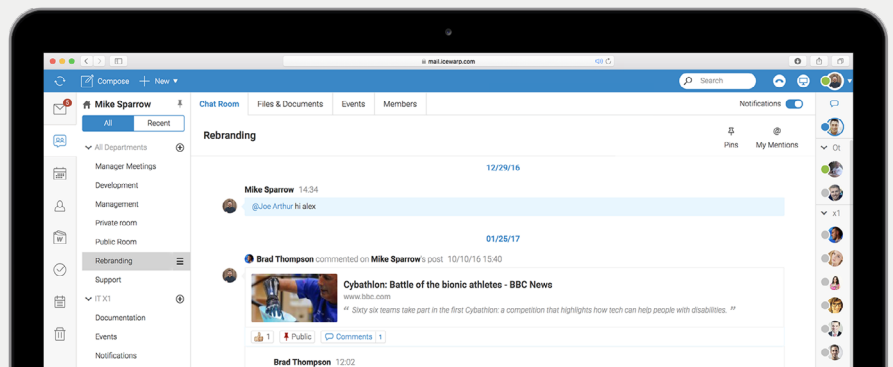 mail.icewarp.com
Compose
New
Search
5
Mike Sparrow
All
Recent
All Departments
Manager Meetings
Development
Management
Private room
Public Room
Rebranding
Support
IT X1
Documentation
Events
Notifications
Chat Room
Files & Documents
Events
Members
Notifications
Rebranding
Pins
@
My Mentions
12/29/16
Mike Sparrow 14:34
@Joe Arthur hi alex
01/25/17
Brad Thompson commented on Mike Sparrow's post 10/10/16 15:40
Cybathlon: Battle of the bionic athletes - BBC News
www.bbc.com
“ Sixty six teams take part in the first Cybathlon: a competition that highlights how tech can help people with disabilities. ”
1
Public
Comments 1
Brad Thompson 12:02
Ot
x1
W